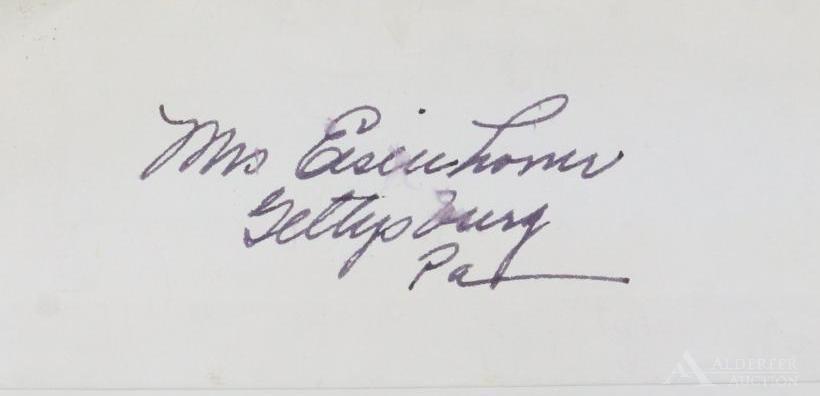 Mrs Eisenhower
Gettysburg
Pa
ALDERFER
AUCTION